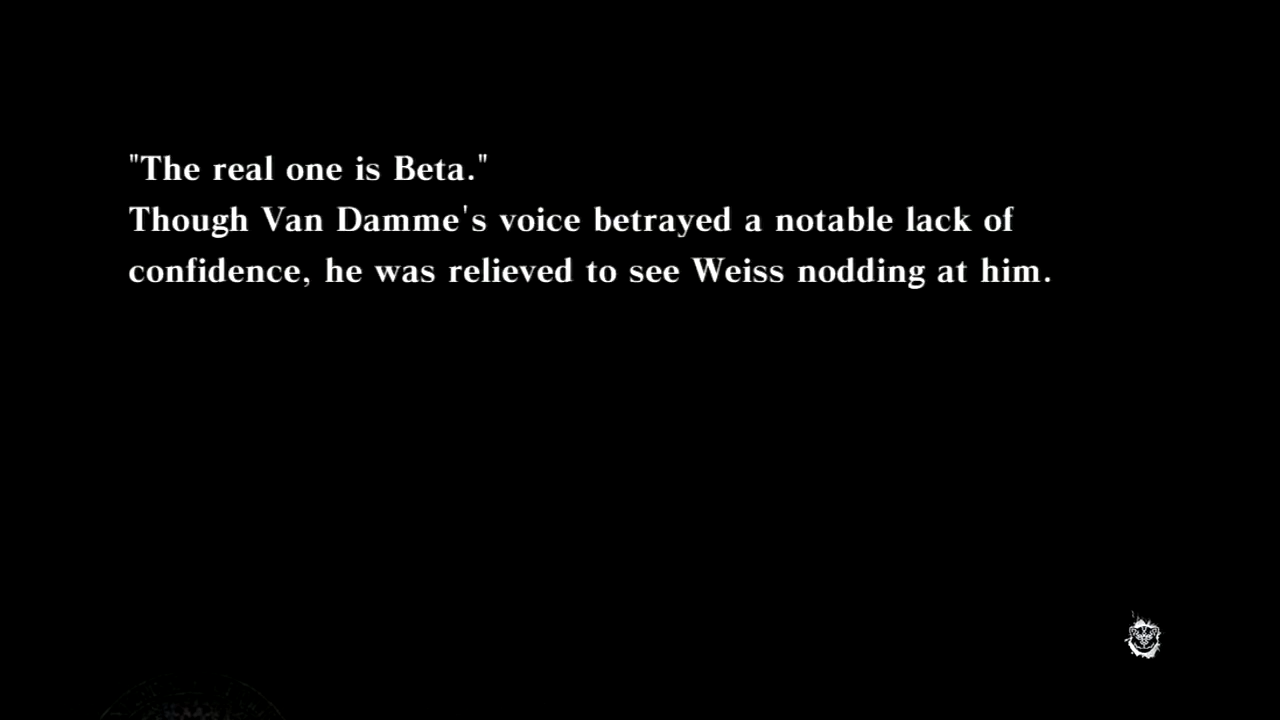 "The real one is Beta."
Though Van Damme's voice betrayed a notable lack of
confidence, he was relieved to see Weiss nodding at him.